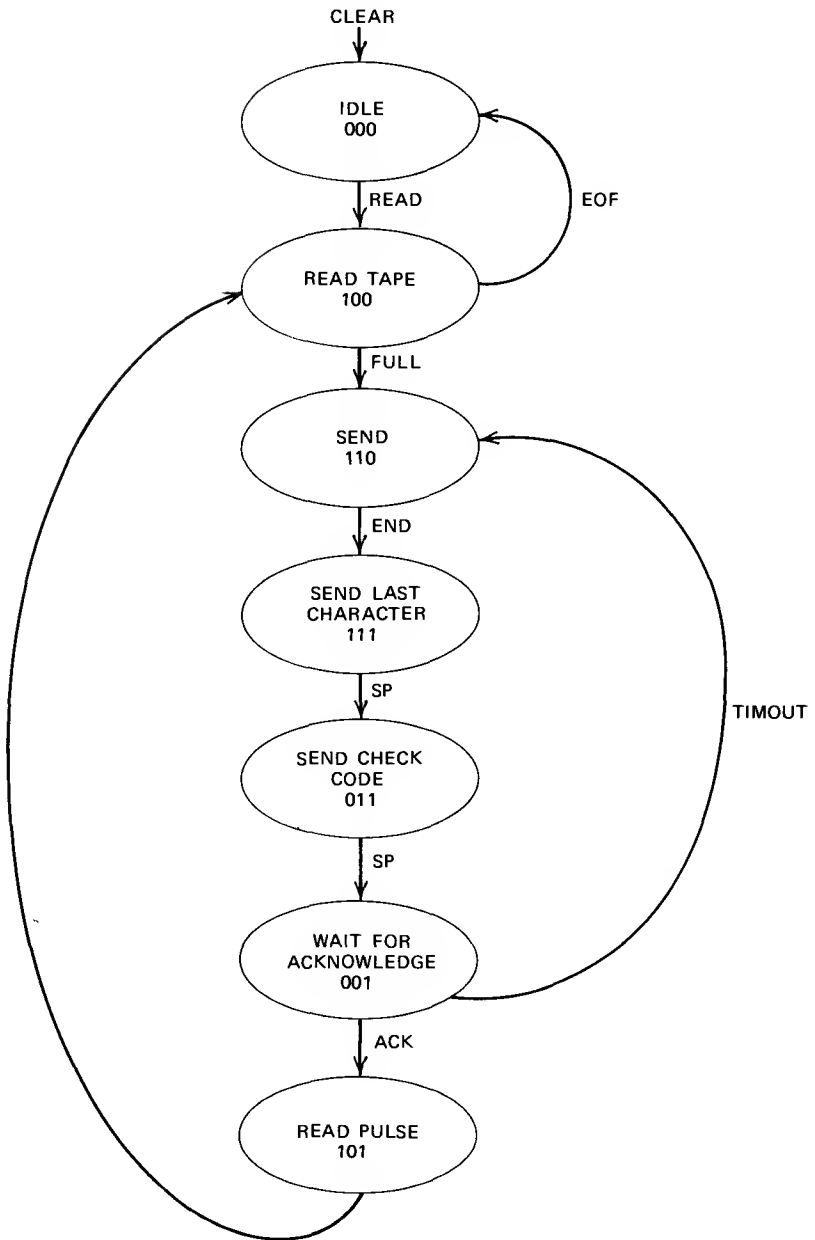 CLEAR
IDLE
000
READ
EOF
READ TAPE
100
FULL
SEND
110
END
SEND LAST
CHARACTER
111
SP
SEND CHECK
CODE
011
SP
TIMOUT
WAIT FOR
ACKNOWLEDGE
001
ACK
READ PULSE
101